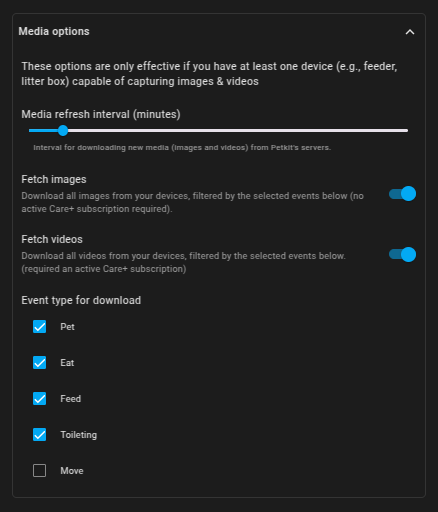 Media options
These options are only effective if you have at least one device (e.g., feeder,
litter box) capable of capturing images & videos
Media refresh interval (minutes)
Interval for downloading new media (images and videos) from Petkit's servers.
Fetch images
Download all images from your devices, filtered by the selected events below (no
active Care+ subscription required).
Fetch videos
Download all videos from your devices, filtered by the selected events below.
(required an active Care+ subscription)
Event type for download
Pet
Eat
Feed
Toileting
Move